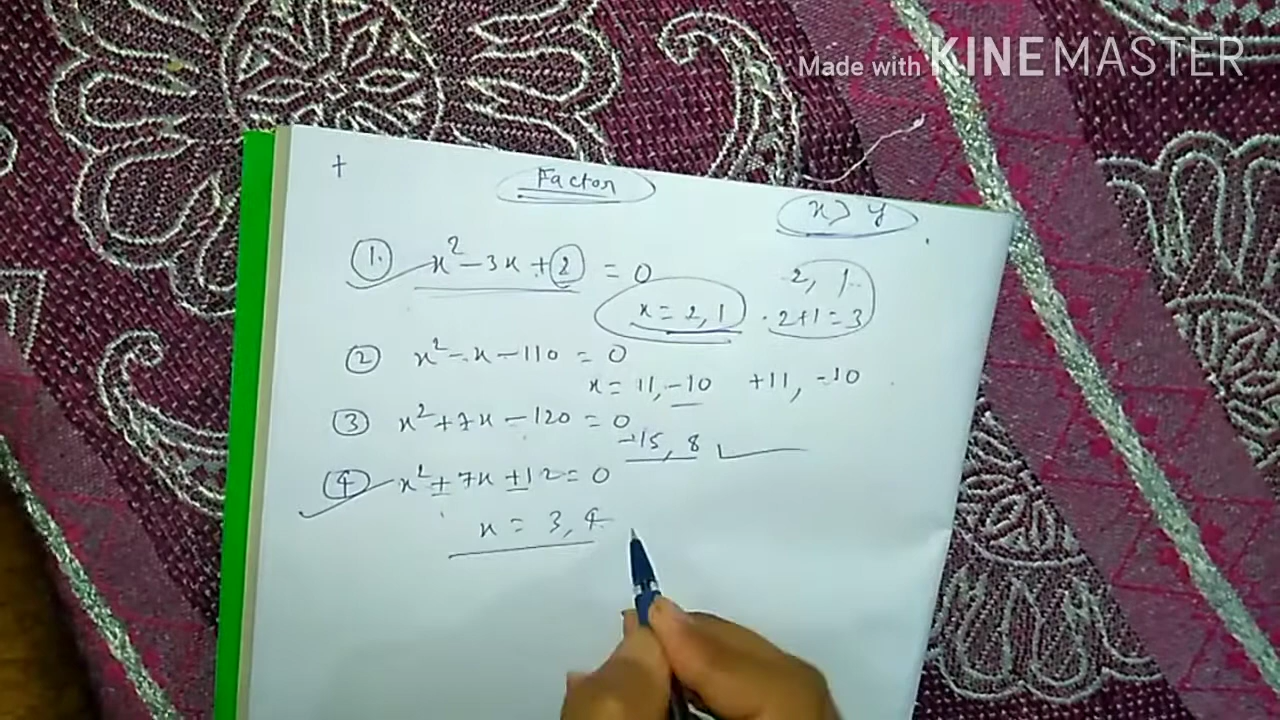 Made with KINEMASTER
+
Factor
x > y
① x² - 3x + 2 = 0
2, 1
x = 2, 1
2+1 = 3
② x² - x - 110 = 0
x = 11, -10
+11, -10
③ x² + 7x - 120 = 0
-15, 8
④ x² + 7x + 12 = 0
x = 3, 4